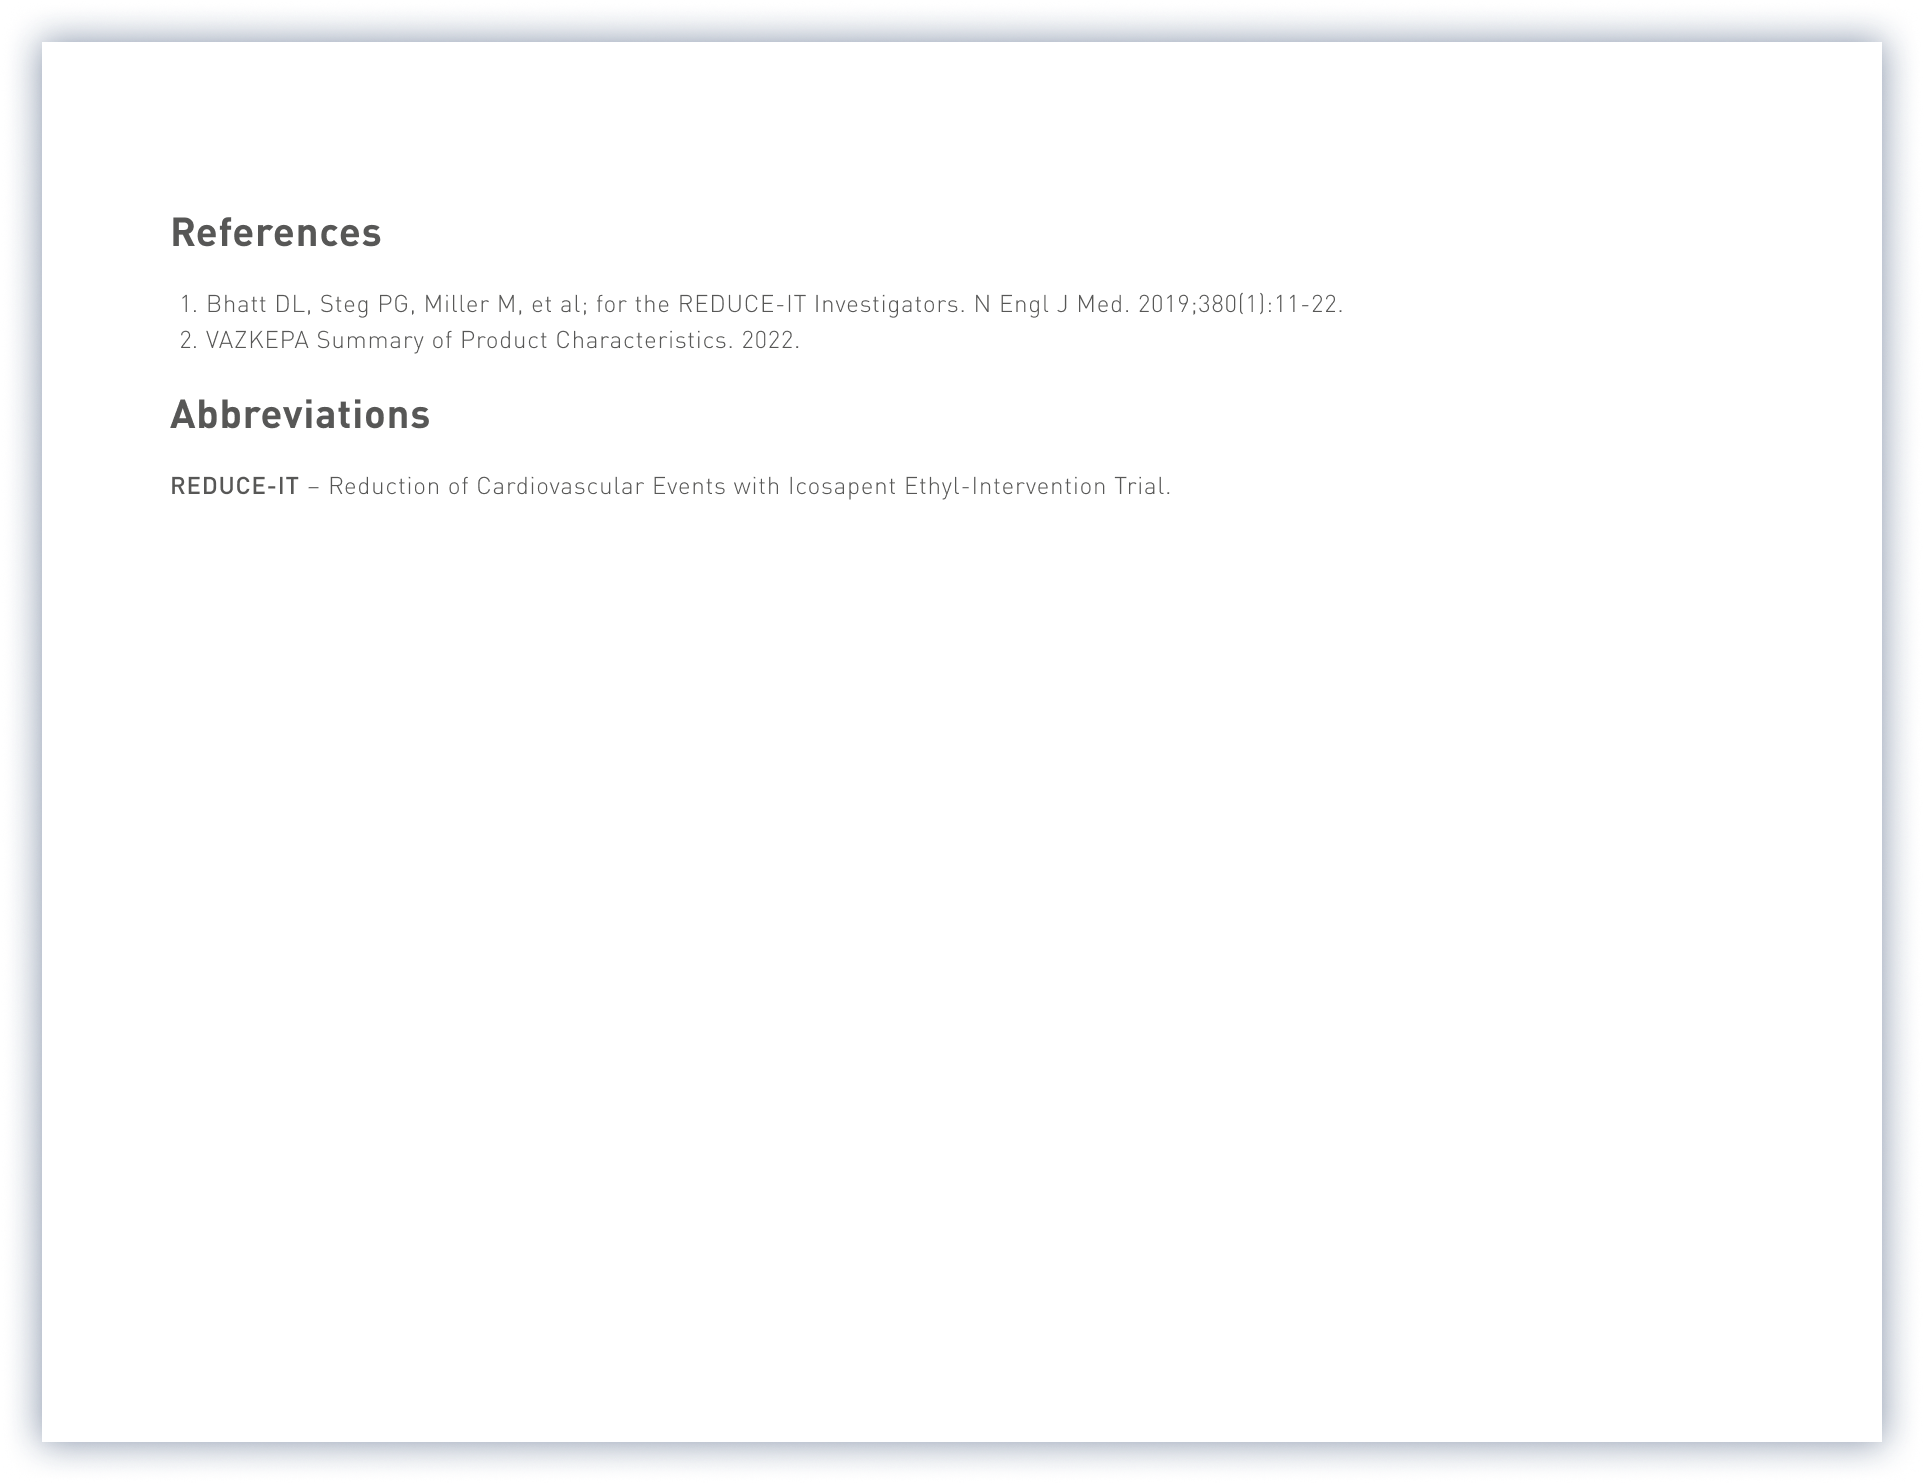 References
1. Bhatt DL, Steg PG, Miller M, et al; for the REDUCE-IT Investigators. N Engl J Med. 2019;380(1):11-22.
2. VAZKEPA Summary of Product Characteristics. 2022.
Abbreviations
REDUCE-IT – Reduction of Cardiovascular Events with Icosapent Ethyl-Intervention Trial.